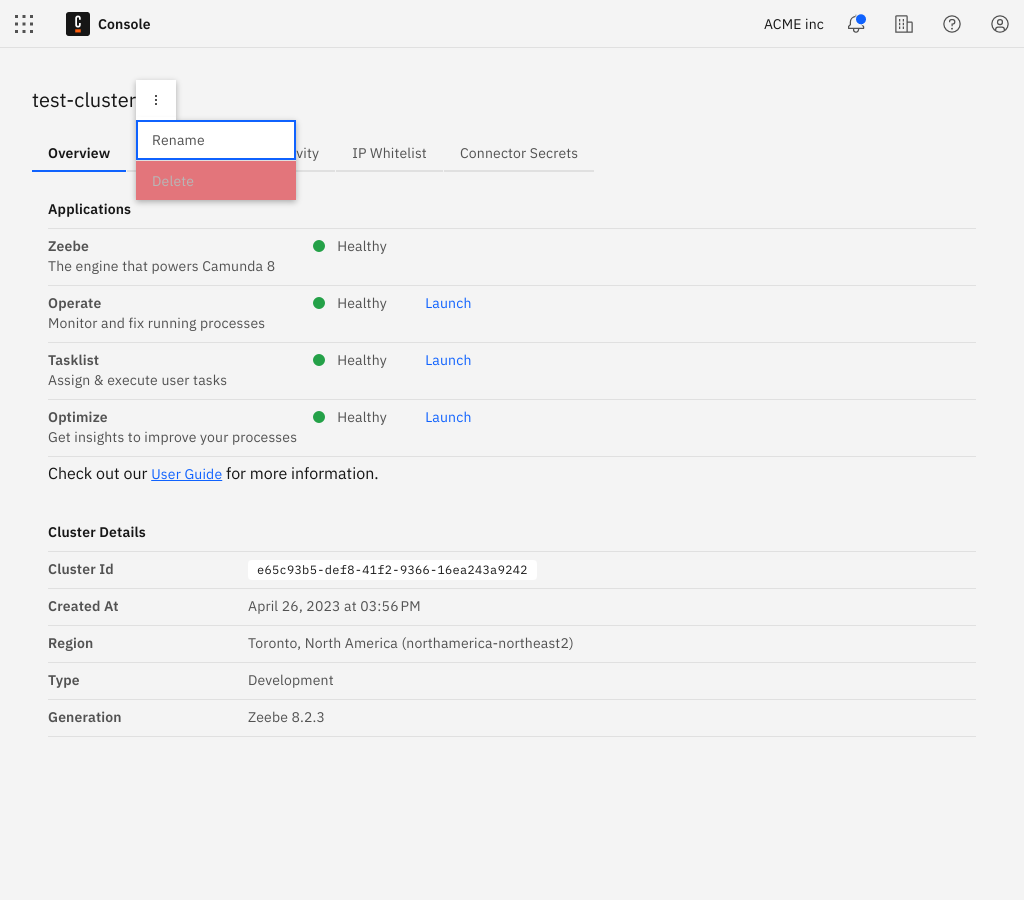 Console
ACME inc
test-cluster
Rename
Delete
Overview
vity
IP Whitelist
Connector Secrets
Applications
Zeebe
Healthy
The engine that powers Camunda 8
Operate
Healthy
Launch
Monitor and fix running processes
Tasklist
Healthy
Launch
Assign & execute user tasks
Optimize
Healthy
Launch
Get insights to improve your processes
Check out our User Guide for more information.
Cluster Details
Cluster Id
e65c93b5-def8-41f2-9366-16ea243a9242
Created At
April 26, 2023 at 03:56 PM
Region
Toronto, North America (northamerica-northeast2)
Type
Development
Generation
Zeebe 8.2.3